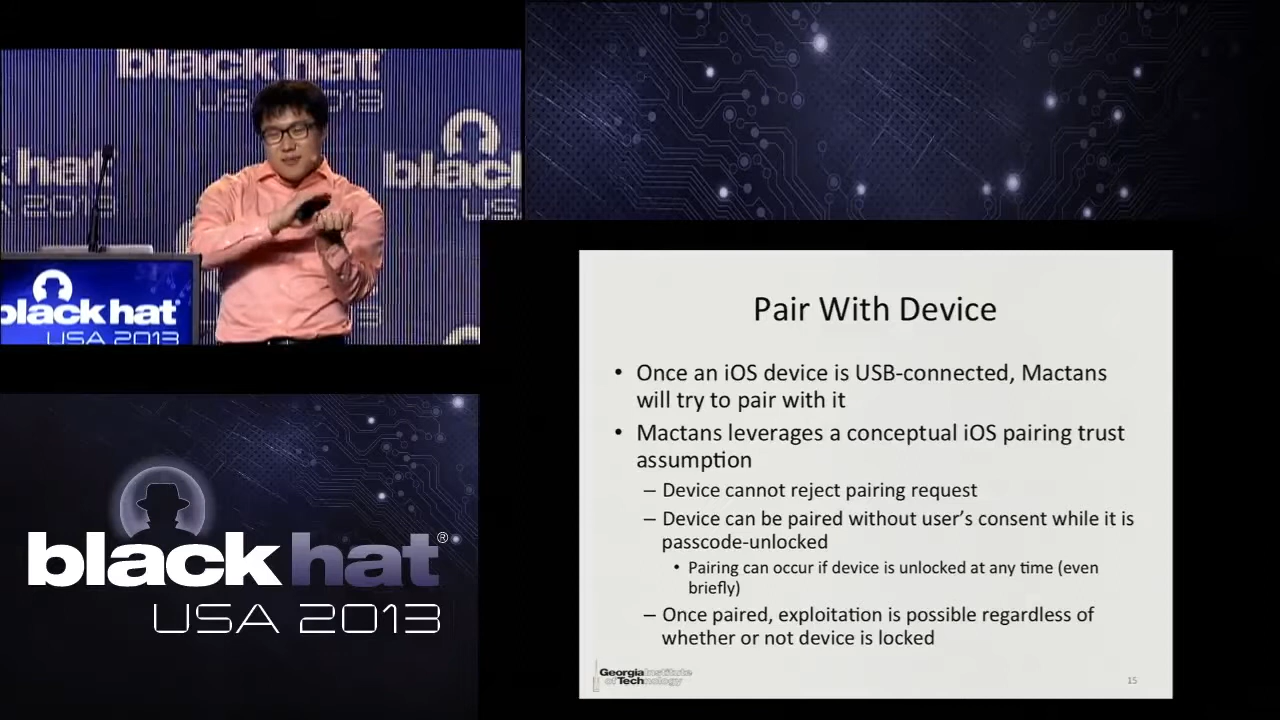 black hat
USA 2013
black hat
A 2013
blac
US
black hat
USA 2013
Pair With Device
• Once an iOS device is USB-connected, Mactans
will try to pair with it
• Mactans leverages a conceptual iOS pairing trust
assumption
– Device cannot reject pairing request
– Device can be paired without user's consent while it is
passcode-unlocked
• Pairing can occur if device is unlocked at any time (even
briefly)
– Once paired, exploitation is possible regardless of
whether or not device is locked
Georgia Institute
of Technology
15
black hat®
USA 2013